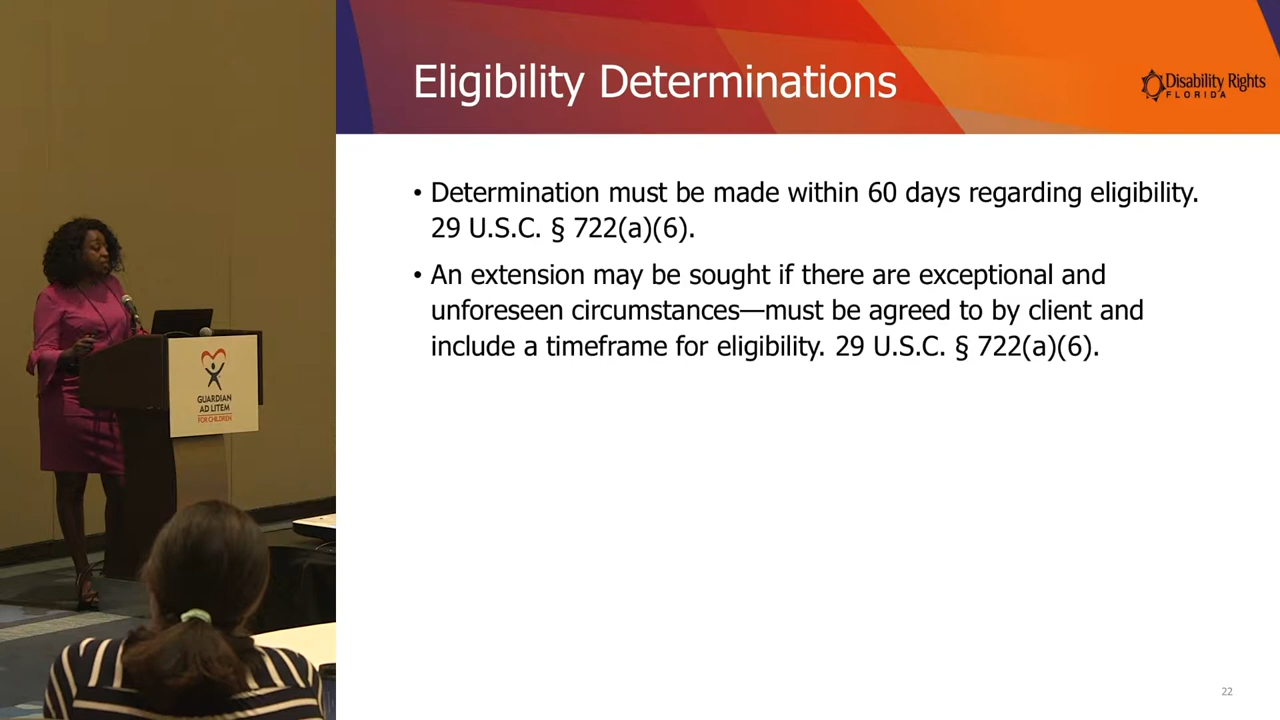 Eligibility Determinations
Disability Rights
FLORIDA
• Determination must be made within 60 days regarding eligibility.
29 U.S.C. § 722(a)(6).
• An extension may be sought if there are exceptional and
unforeseen circumstances—must be agreed to by client and
include a timeframe for eligibility. 29 U.S.C. § 722(a)(6).
GUARDIAN
AD LITEM
FOR CHILDREN
22